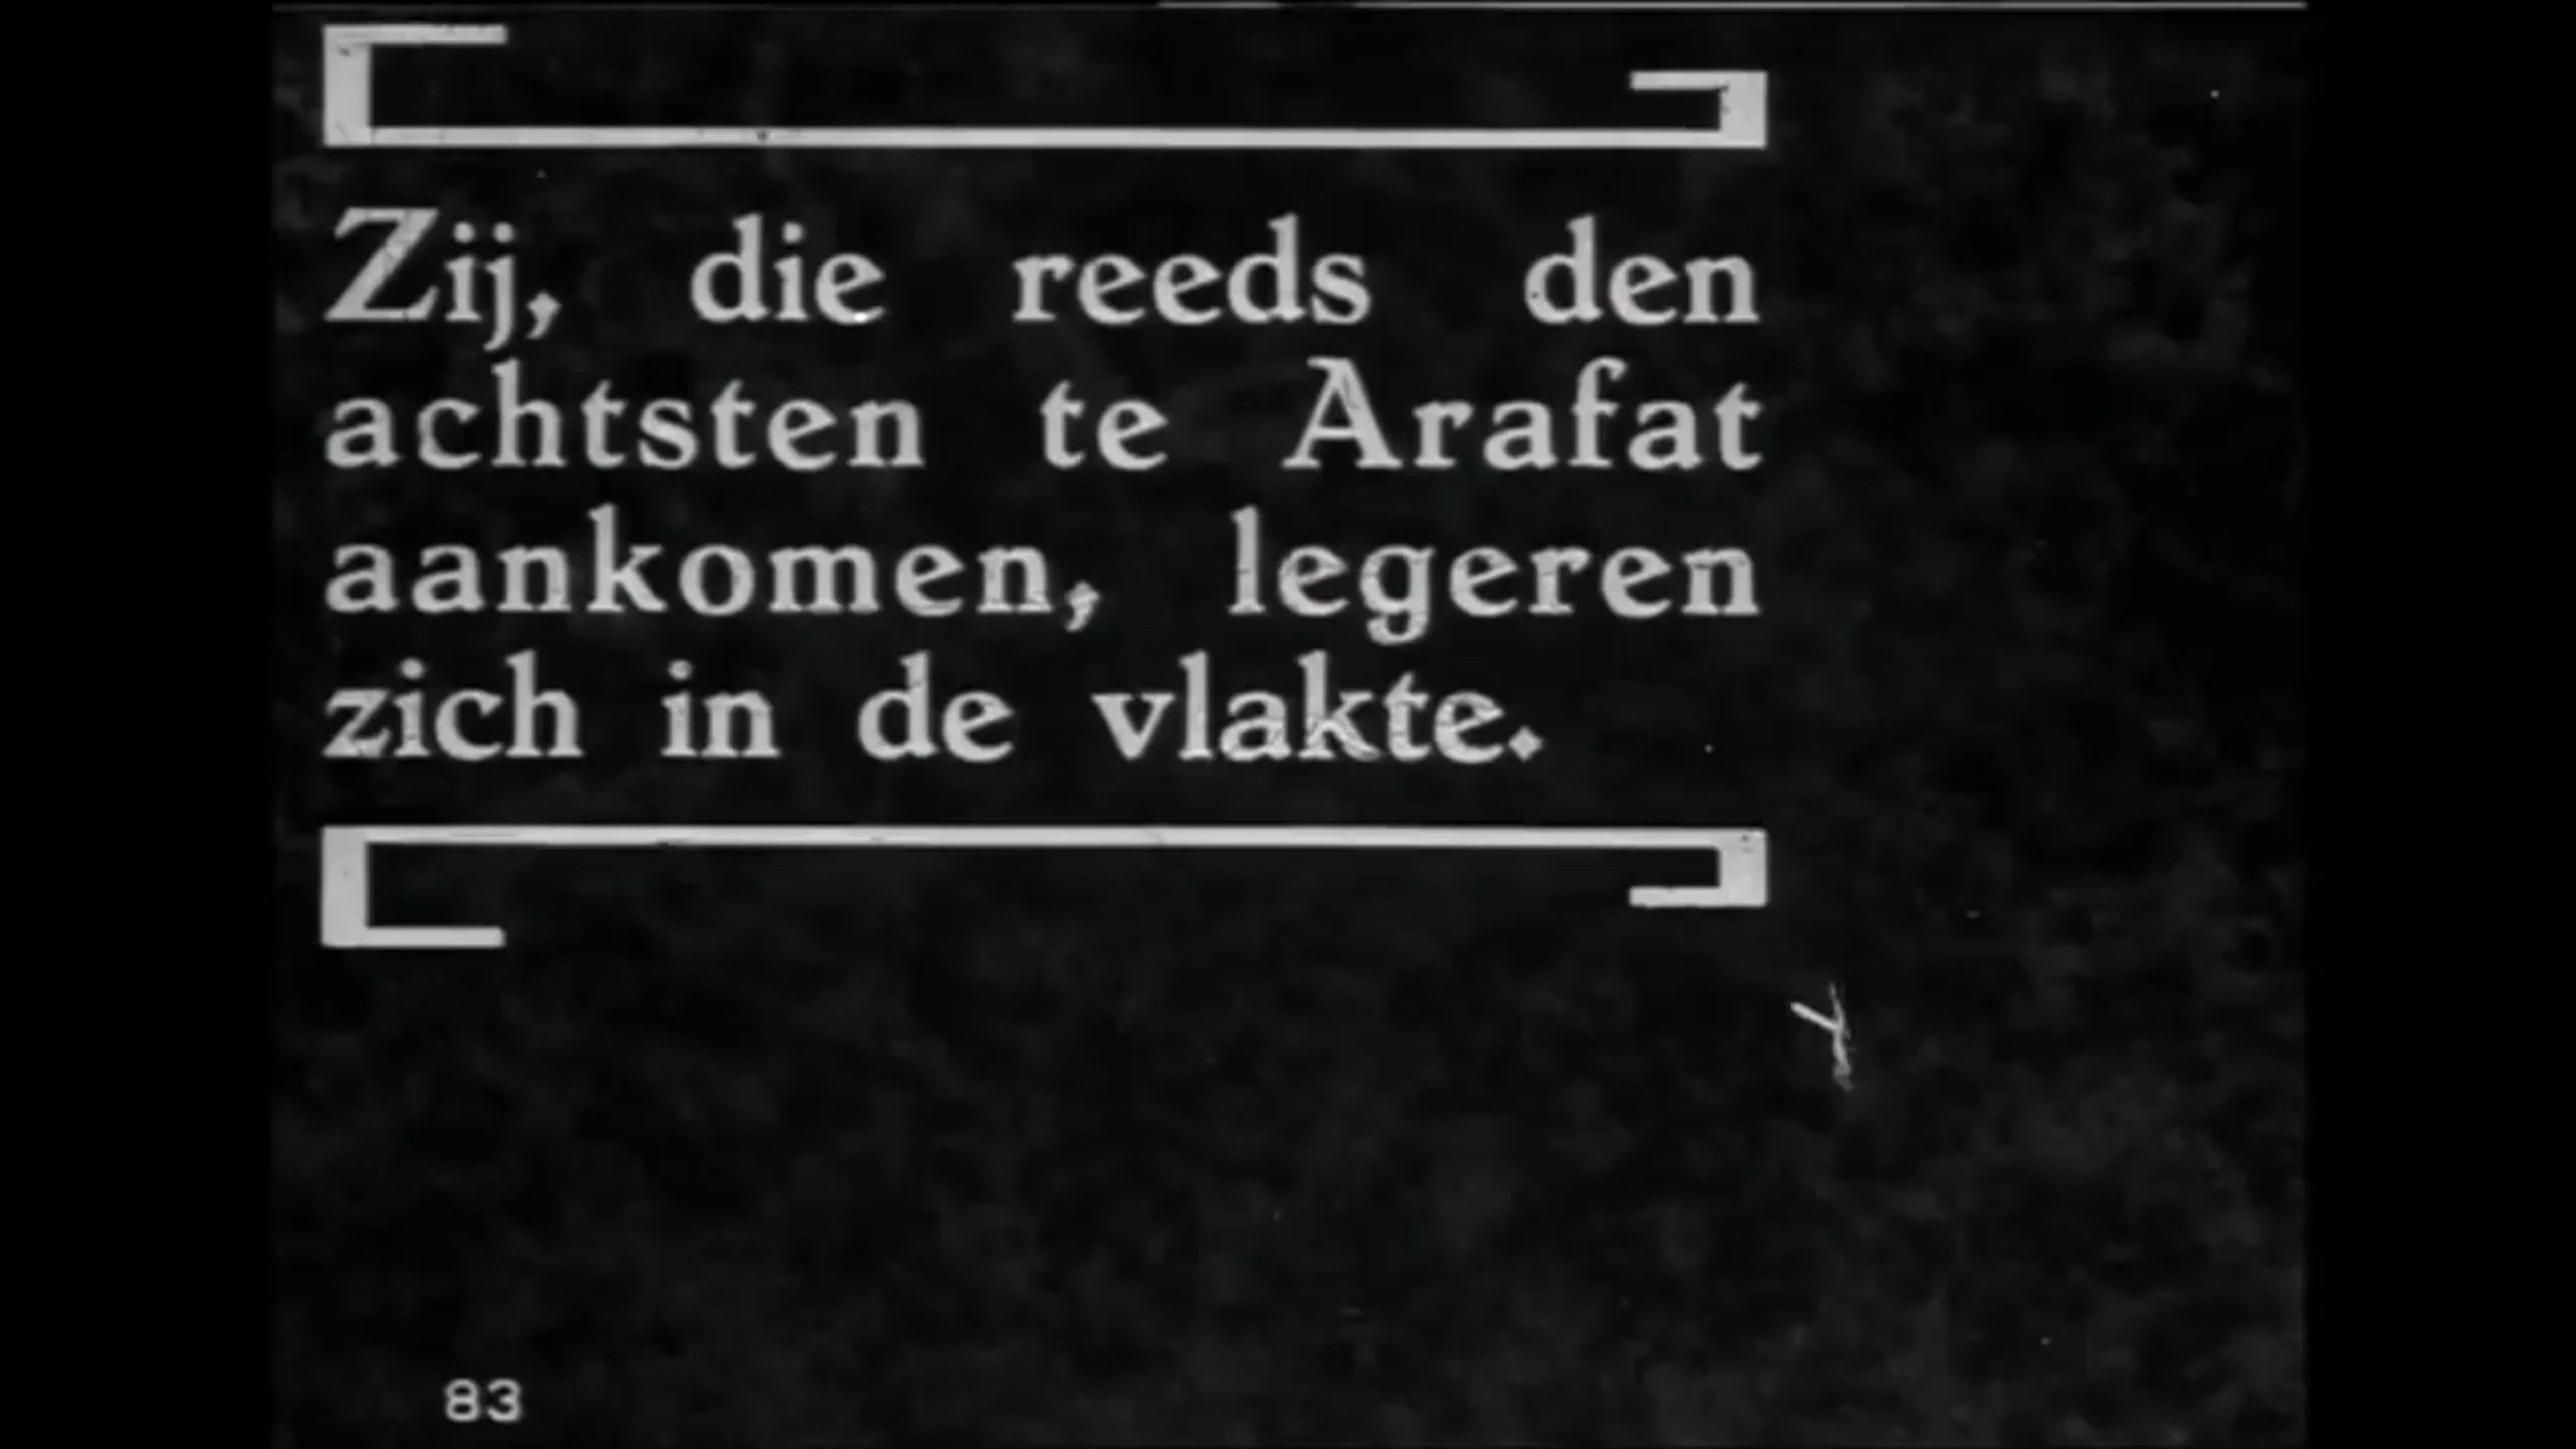 Zij, die reeds den
achtsten te Arafat
aankomen, legeren
zich in de vlakte.
83